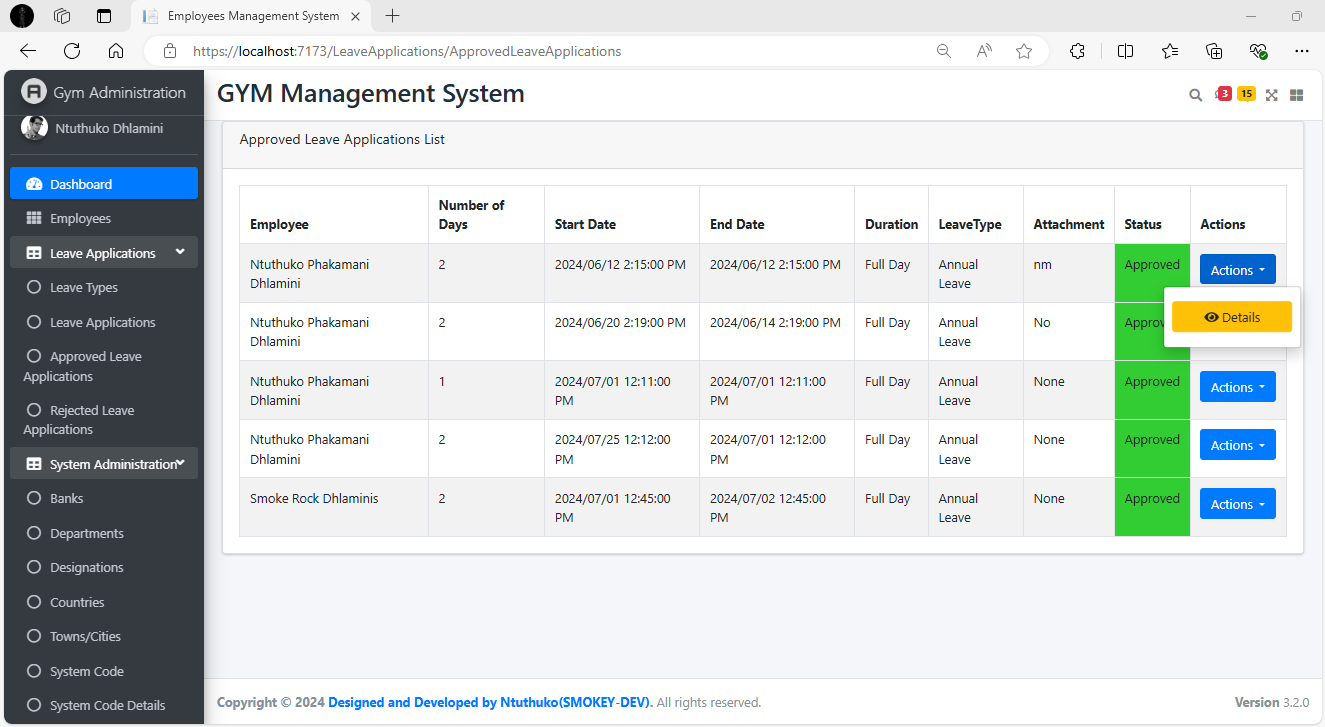 Employees Management System
https://localhost:7173/LeaveApplications/ApprovedLeaveApplications
Gym Administration
GYM Management System
3
15
Ntuthuko Dhlamini
Dashboard
Employees
Leave Applications
Leave Types
Leave Applications
Approved Leave
Applications
Rejected Leave
Applications
System Administration
Banks
Departments
Designations
Countries
Towns/Cities
System Code
System Code Details
Approved Leave Applications List
Employee Number of Days Start Date End Date Duration LeaveType Attachment Status Actions
Ntuthuko Phakamani 2 2024/06/12 2:15:00 PM 2024/06/12 2:15:00 PM Full Day Annual nm Approved Actions
Dhlamini Leave
Details
Ntuthuko Phakamani 2 2024/06/20 2:19:00 PM 2024/06/14 2:19:00 PM Full Day Annual No Approv
Dhlamini Leave
Ntuthuko Phakamani 1 2024/07/01 12:11:00 2024/07/01 12:11:00 Full Day Annual None Approved Actions
Dhlamini PM PM Leave
Ntuthuko Phakamani 2 2024/07/25 12:12:00 2024/07/01 12:12:00 Full Day Annual None Approved Actions
Dhlamini PM PM Leave
Smoke Rock Dhlaminis 2 2024/07/01 12:45:00 2024/07/02 12:45:00 Full Day Annual None Approved Actions
PM PM Leave
Copyright © 2024 Designed and Developed by Ntuthuko(SMOKEY-DEV). All rights reserved.
Version 3.2.0